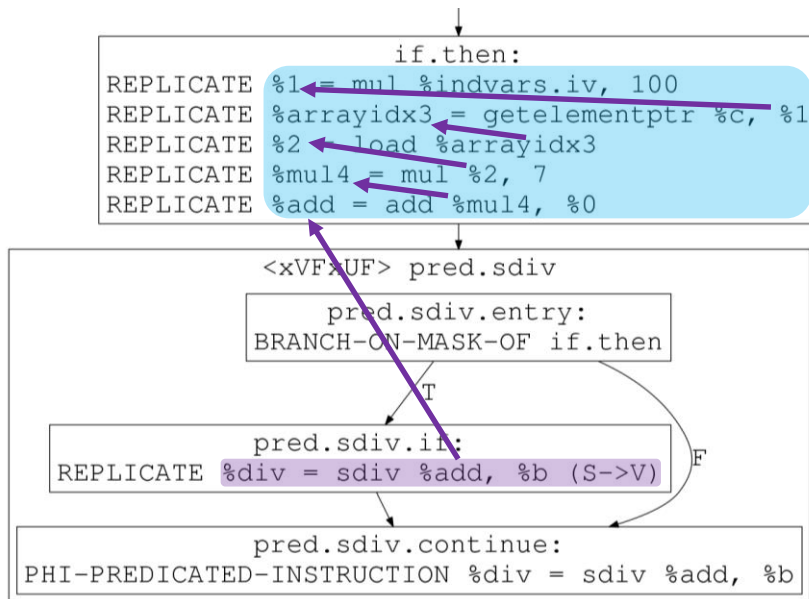 if.then:
REPLICATE %1 = mul %indvars.iv, 100
REPLICATE %arrayidx3 = getelementptr %c, %1
REPLICATE %2 = load %arrayidx3
REPLICATE %mul4 = mul %2, 7
REPLICATE %add = add %mul4, %0
<xVFxUF> pred.sdiv
pred.sdiv.entry:
BRANCH-ON-MASK-OF if.then
T
F
pred.sdiv.if:
REPLICATE %div = sdiv %add, %b (S->V)
pred.sdiv.continue:
PHI-PREDICATED-INSTRUCTION %div = sdiv %add, %b